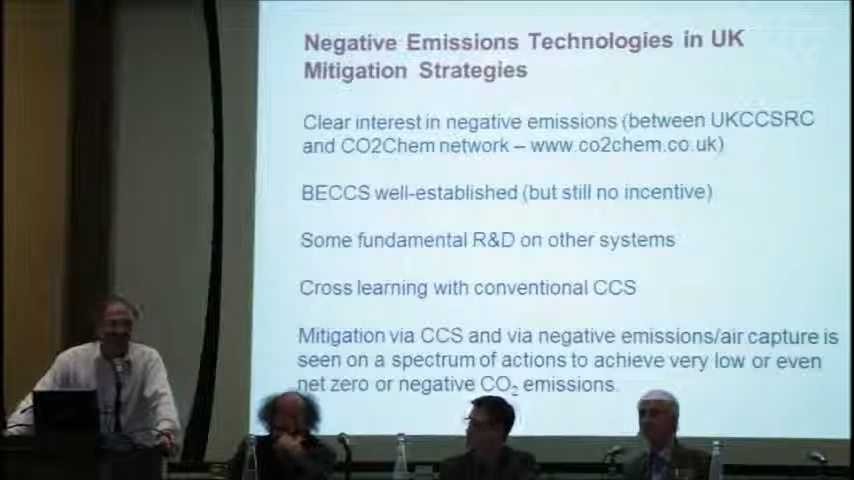 Negative Emissions Technologies in UK
Mitigation Strategies
Clear interest in negative emissions (between UKCCSRC
and CO2Chem network – www.co2chem.co.uk)
BECCS well-established (but still no incentive)
Some fundamental R&D on other systems
Cross learning with conventional CCS
Mitigation via CCS and via negative emissions/air capture is
seen on a spectrum of actions to achieve very low or even
net zero or negative CO₂ emissions.